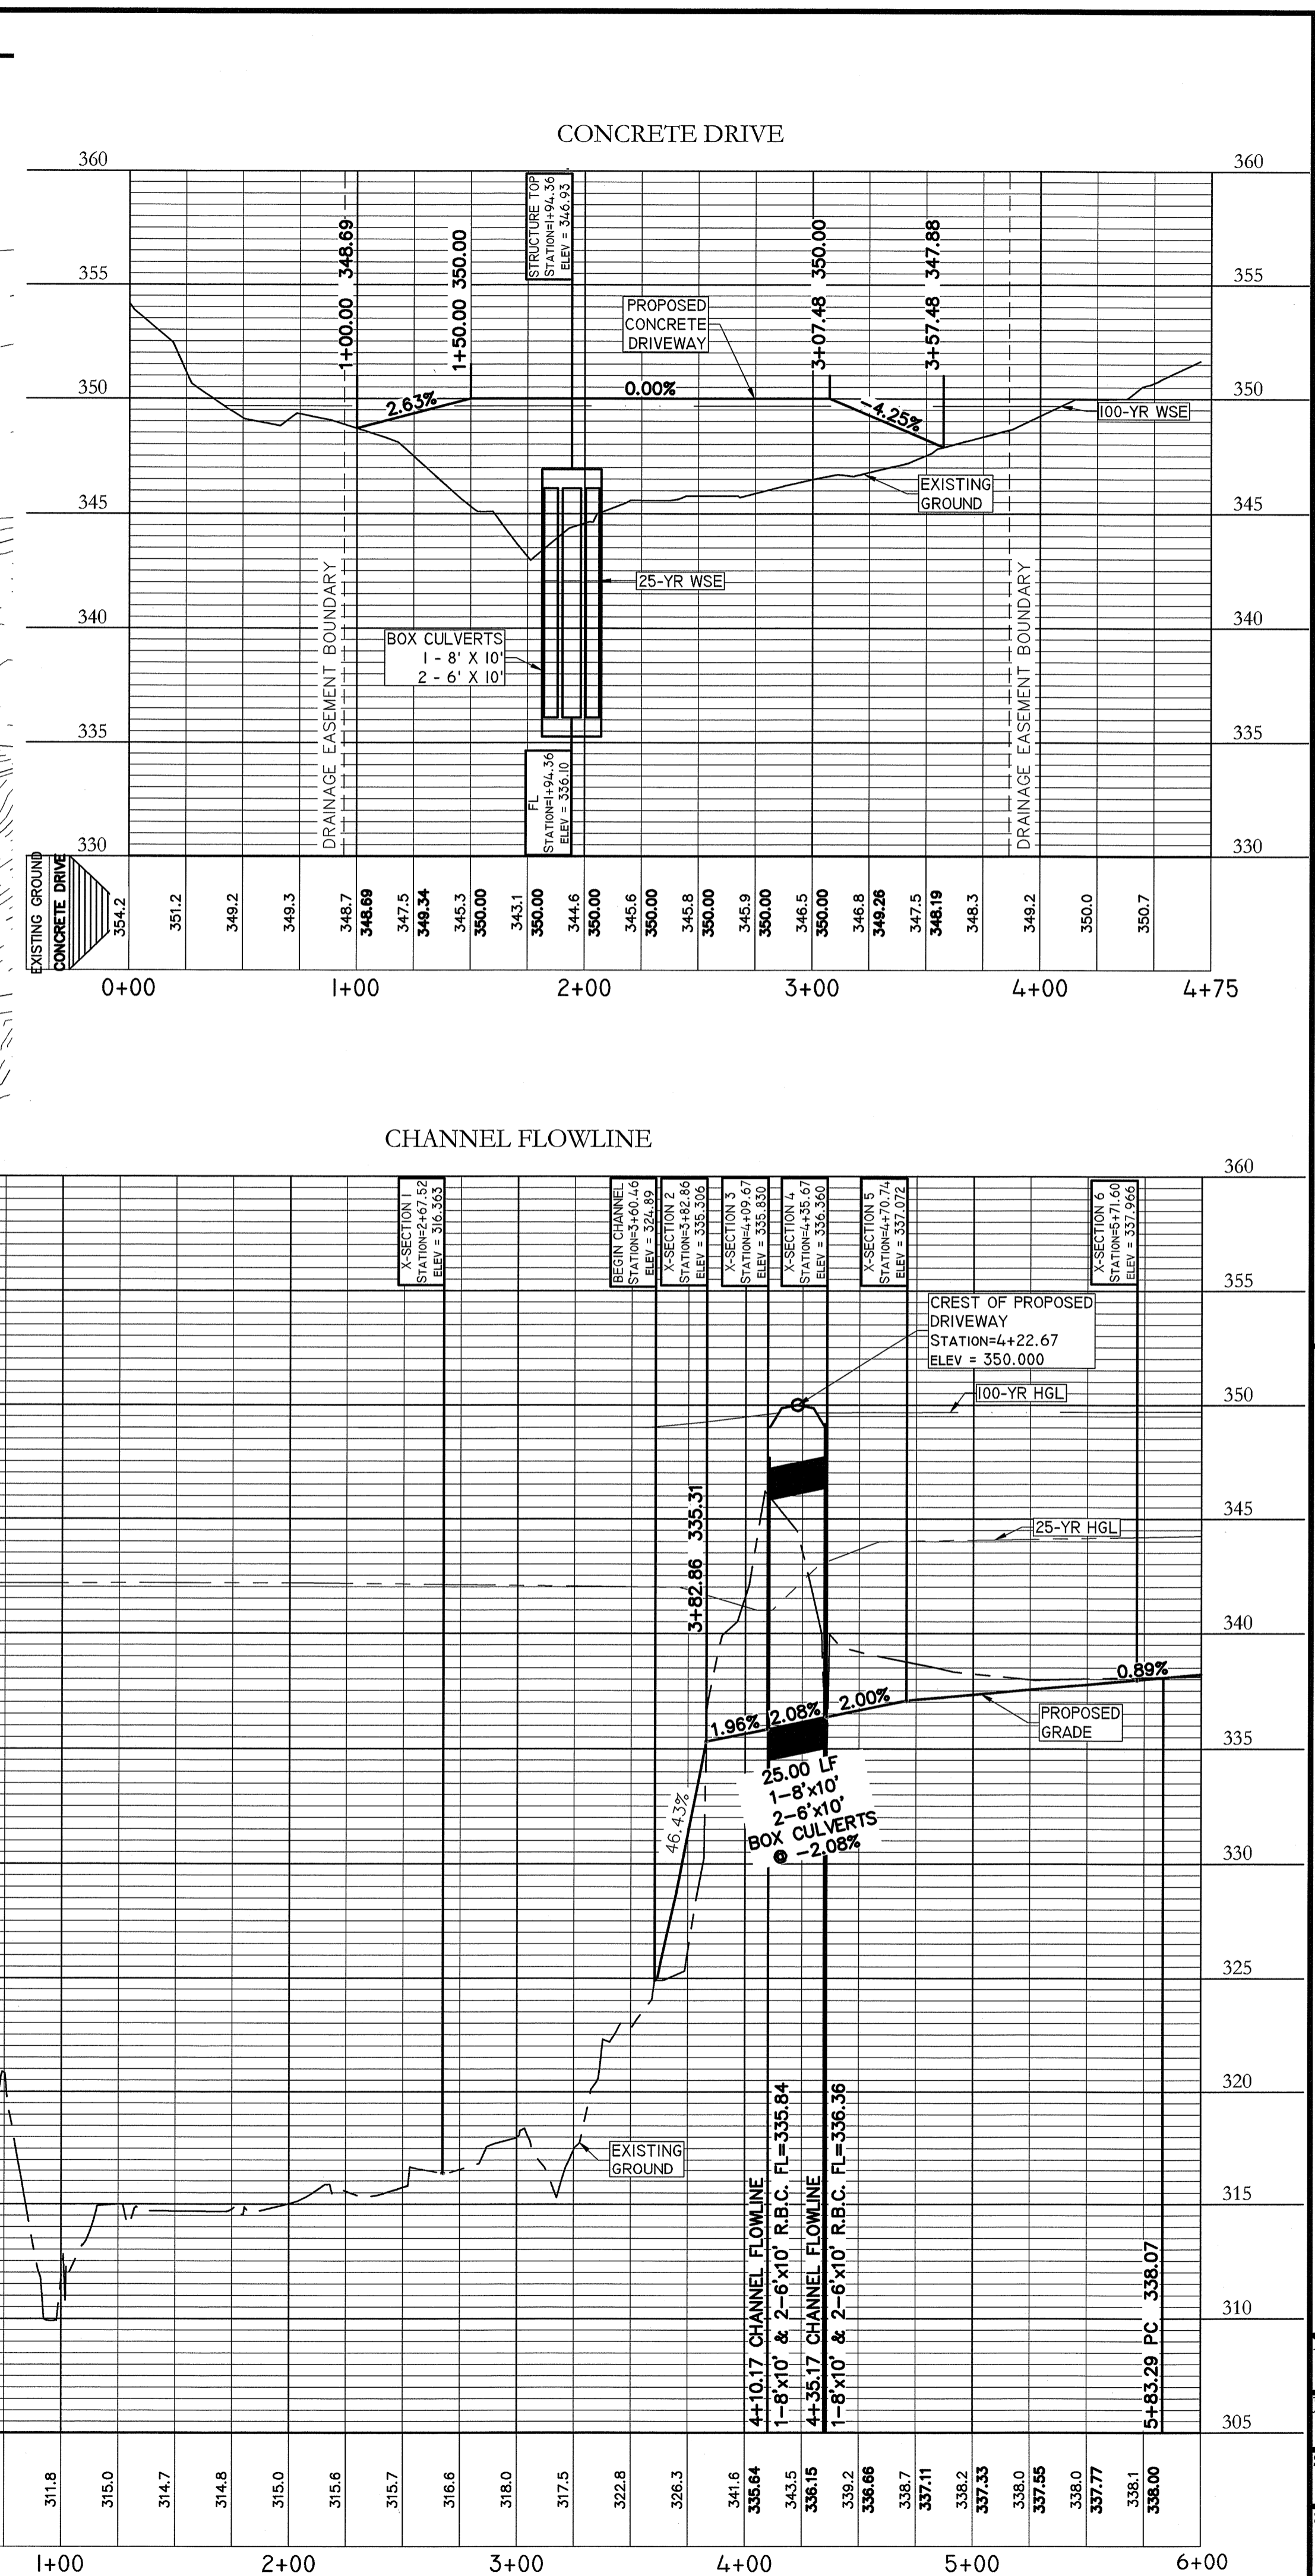 CONCRETE DRIVE
360
360
355
355
350
350
345
345
340
340
335
335
330
330
STRUCTURE TOP
STATION=1+94.36
ELEV = 346.93
1+00.00 348.69
1+50.00 350.00
3+07.48 350.00
3+57.48 347.88
PROPOSED
CONCRETE
DRIVEWAY
2.63%
0.00%
-4.25%
100-YR WSE
EXISTING
GROUND
25-YR WSE
BOX CULVERTS
1 - 8' X 10'
2 - 6' X 10'
DRAINAGE EASEMENT BOUNDARY
DRAINAGE EASEMENT BOUNDARY
FL
STATION=1+94.36
ELEV = 336.10
EXISTING GROUND
CONCRETE DRIVE
354.2
351.2
349.2
349.3
348.7
348.69
347.5
349.34
345.3
350.00
343.1
350.00
344.6
350.00
345.6
350.00
345.8
350.00
345.9
350.00
346.5
350.00
346.8
349.26
347.5
348.19
348.3
349.2
350.0
350.7
0+00
1+00
2+00
3+00
4+00
4+75
CHANNEL FLOWLINE
360
355
350
345
340
335
330
325
320
315
310
305
X-SECTION 1
STATION=2+67.52
ELEV = 316.363
BEGIN CHANNEL
STATION=3+60.46
ELEV = 324.89
X-SECTION 2
STATION=3+82.86
ELEV = 335.306
X-SECTION 3
STATION=4+09.67
ELEV = 335.830
X-SECTION 4
STATION=4+35.67
ELEV = 336.360
X-SECTION 5
STATION=4+70.74
ELEV = 337.072
X-SECTION 6
STATION=5+71.60
ELEV = 337.966
CREST OF PROPOSED
DRIVEWAY
STATION=4+22.67
ELEV = 350.000
100-YR HGL
25-YR HGL
3+82.86 335.31
1.96%
2.08%
2.00%
0.89%
PROPOSED
GRADE
46.43%
25.00 LF
1-8'x10'
2-6'x10'
BOX CULVERTS
@ -2.08%
EXISTING
GROUND
4+10.17 CHANNEL FLOWLINE
1-8'x10' & 2-6'x10' R.B.C. FL=335.84
4+35.17 CHANNEL FLOWLINE
1-8'x10' & 2-6'x10' R.B.C. FL=336.36
5+83.29 PC 338.07
311.8
315.0
314.7
314.8
315.0
315.6
315.7
316.6
318.0
317.5
322.8
326.3
341.6
335.64
343.5
336.15
339.2
336.66
338.7
337.11
338.2
337.33
338.0
337.55
338.0
337.77
338.1
338.00
1+00
2+00
3+00
4+00
5+00
6+00